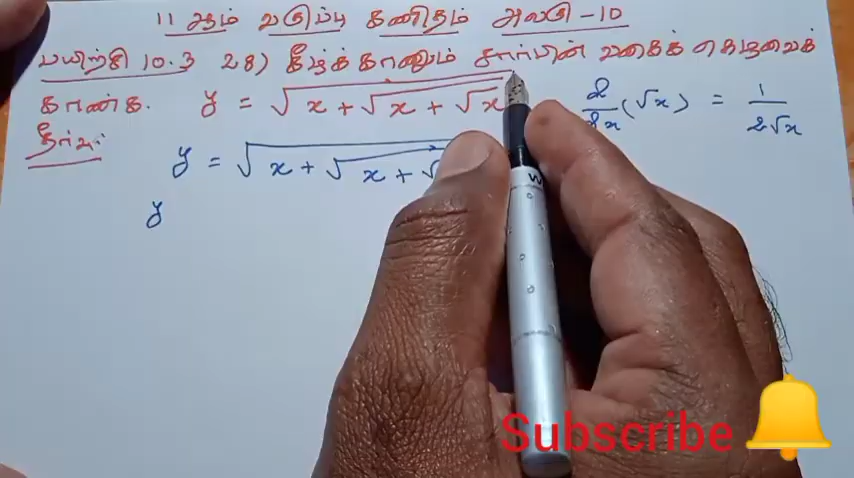 11 ஆம் வகுப்பு கணிதம் அலகு - 10
பயிற்சி 10.3 28) கீழ்க்காணும் சார்பின் வகைக் கெழுவைக்
காண்க. y = √x + √x + √x d/dx (√x) = 1/2√x
தீர்வு:
y = √x + √x + √
y
W
Subscribe